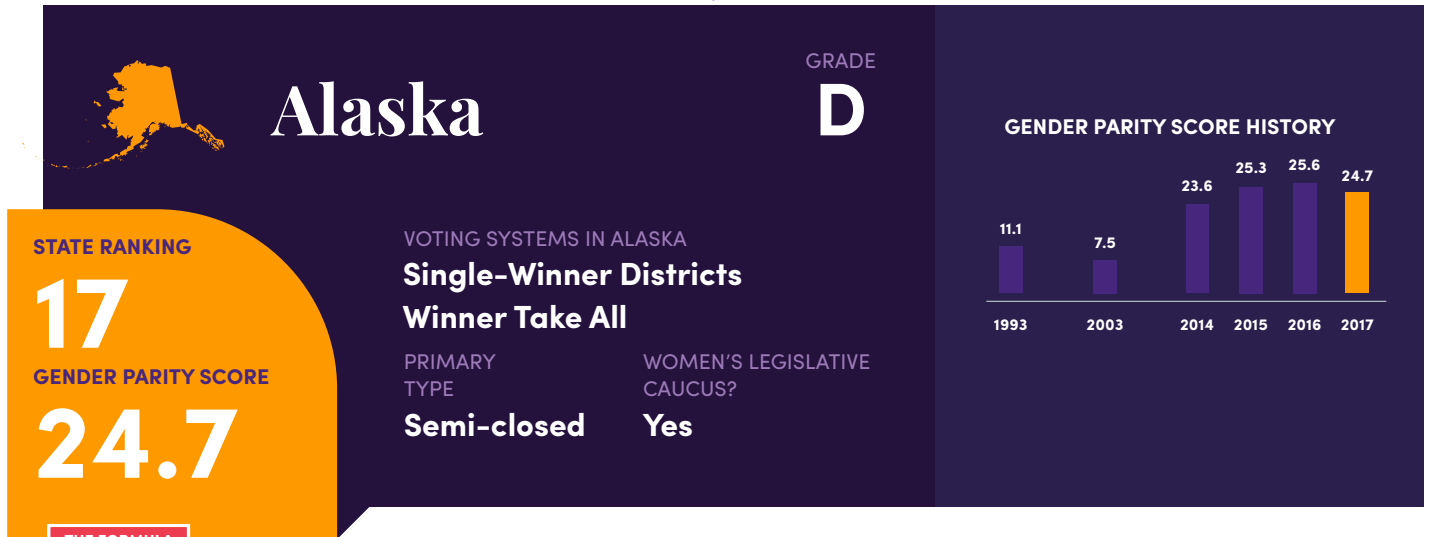 Alaska
GRADE
D
STATE RANKING
17
GENDER PARITY SCORE
24.7
THE FORMULA
VOTING SYSTEMS IN ALASKA
Single-Winner Districts
Winner Take All
PRIMARY
TYPE
Semi-closed
WOMEN’S LEGISLATIVE
CAUCUS?
Yes
GENDER PARITY SCORE HISTORY
11.1
7.5
23.6
25.3
25.6
24.7
1993
2003
2014
2015
2016
2017